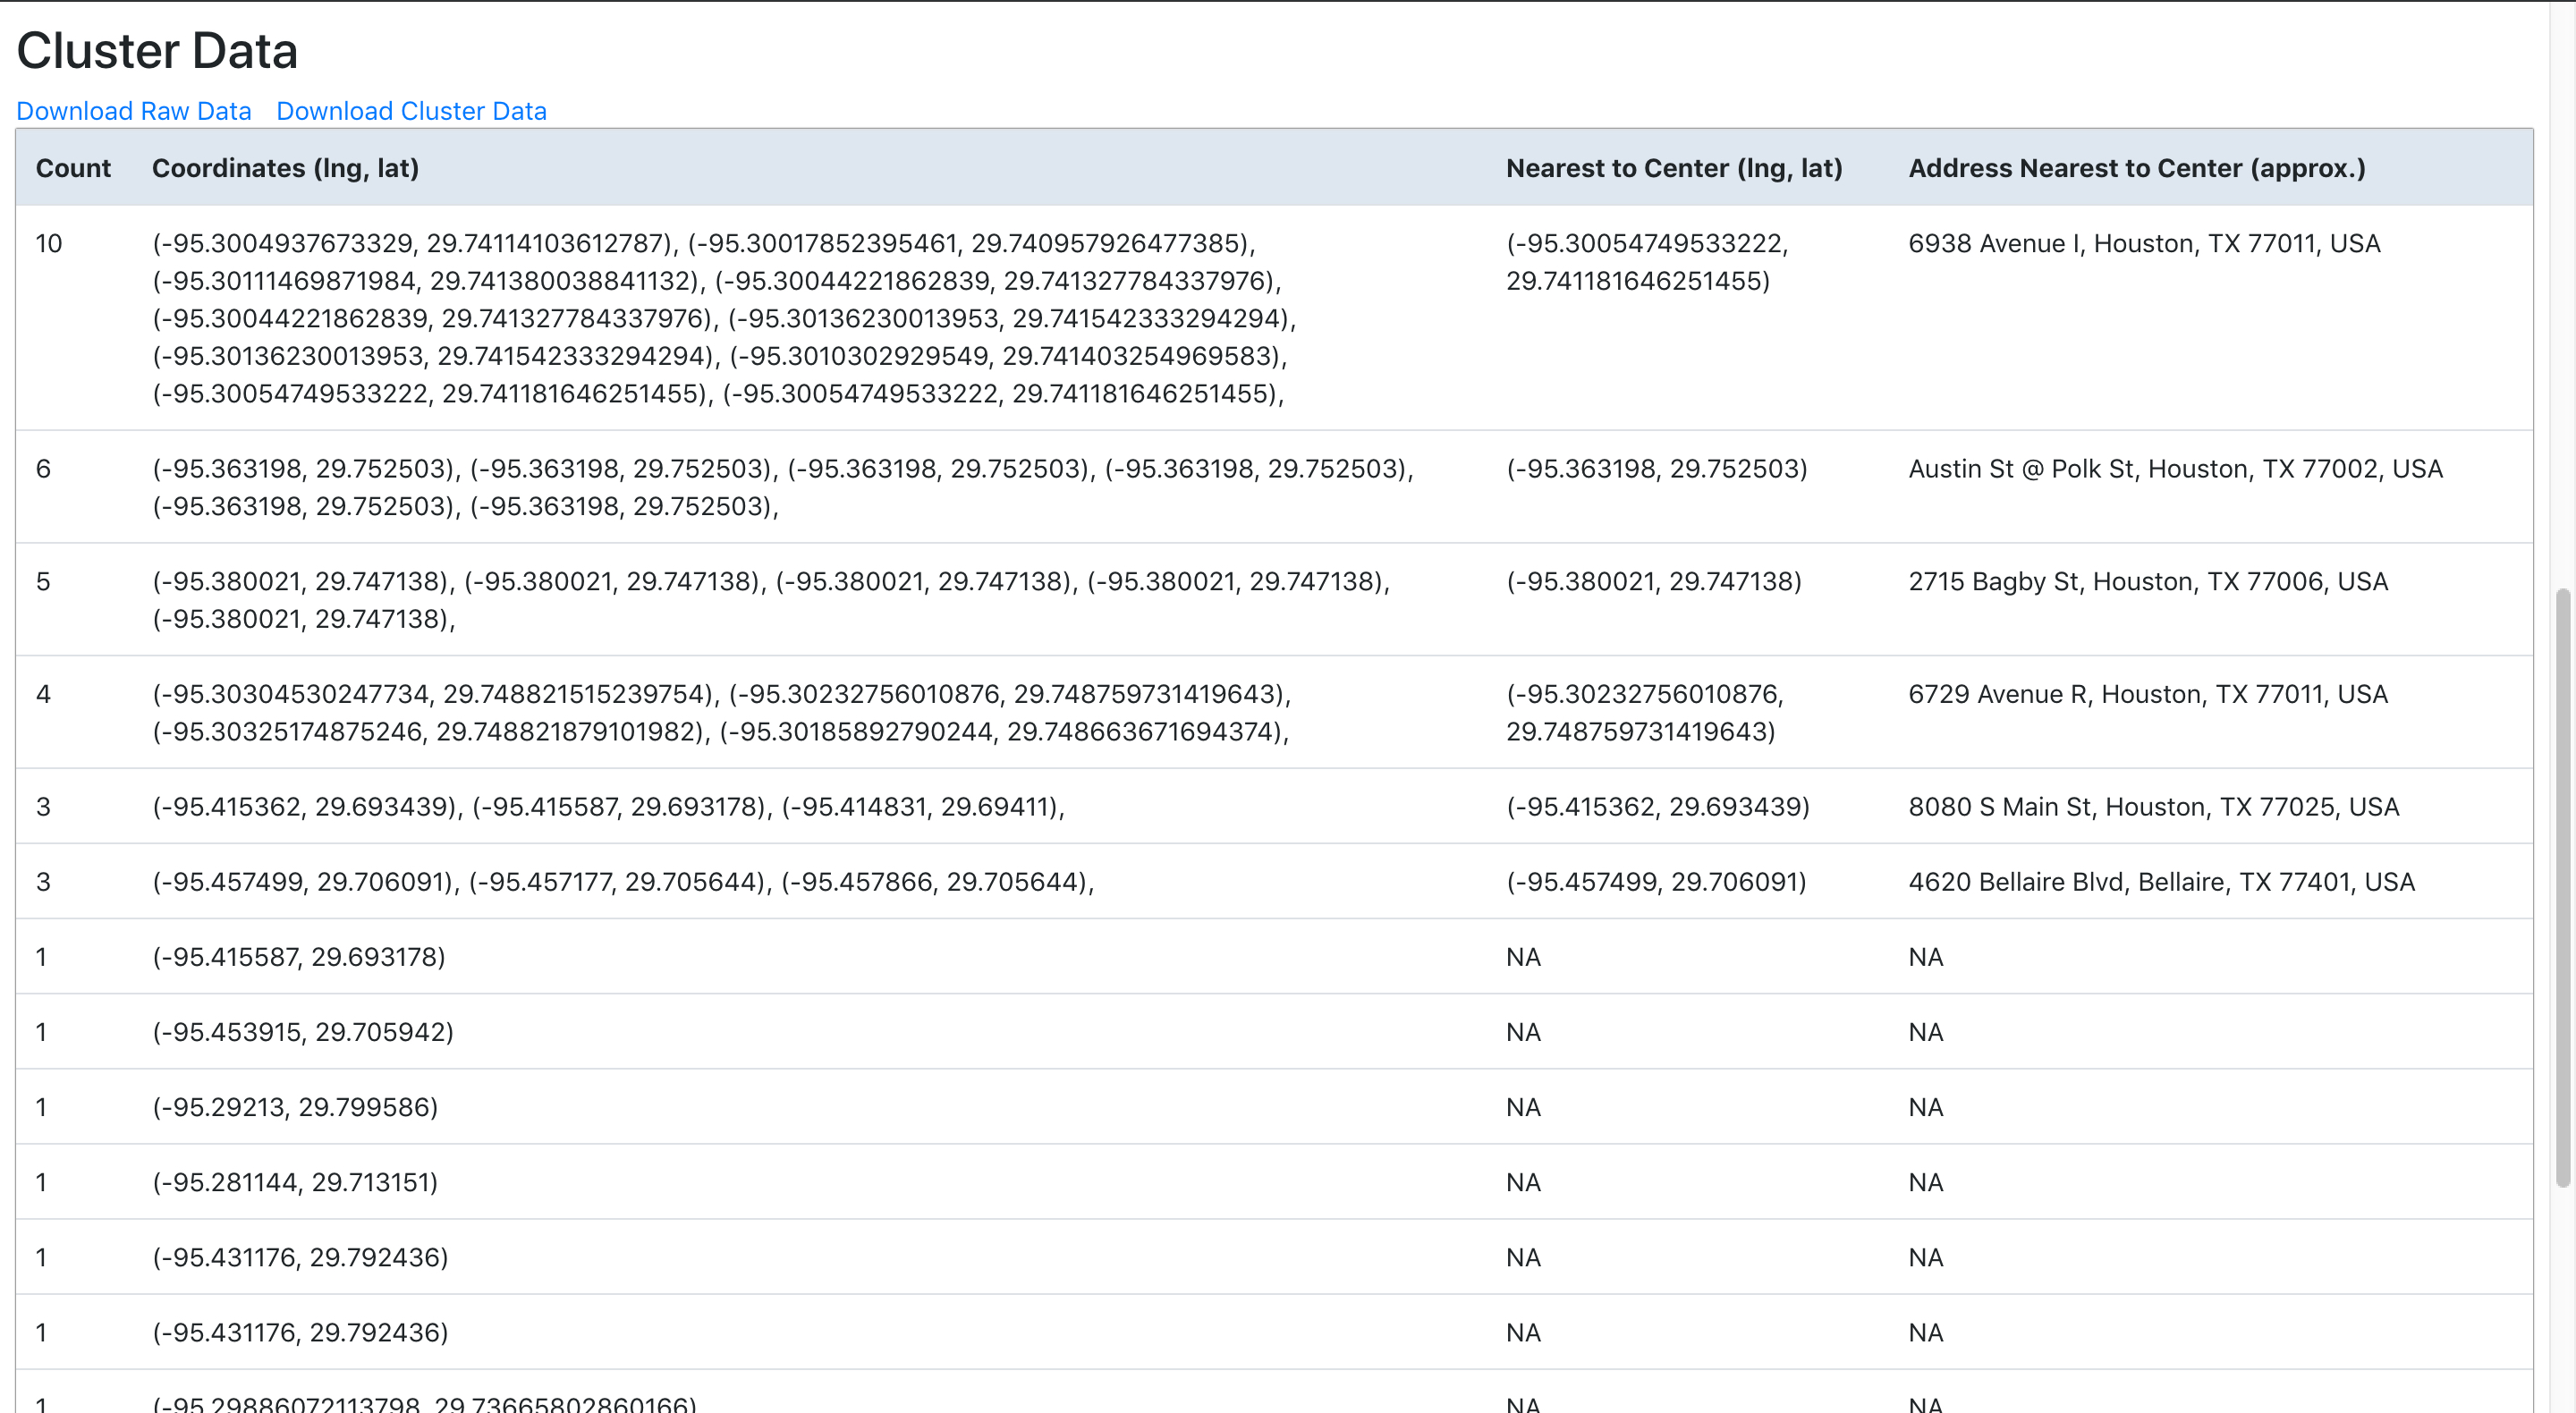 Cluster Data
Download Raw Data Download Cluster Data
Count Coordinates (lng, lat) Nearest to Center (lng, lat) Address Nearest to Center (approx.)
10 (-95.3004937673329, 29.74114103612787), (-95.30017852395461, 29.740957926477385), (-95.30054749533222, 6938 Avenue I, Houston, TX 77011, USA
(-95.30111469871984, 29.741380038841132), (-95.30044221862839, 29.741327784337976), 29.741181646251455)
(-95.30044221862839, 29.741327784337976), (-95.30136230013953, 29.741542333294294),
(-95.30136230013953, 29.741542333294294), (-95.3010302929549, 29.741403254969583),
(-95.30054749533222, 29.741181646251455), (-95.30054749533222, 29.741181646251455),
6 (-95.363198, 29.752503), (-95.363198, 29.752503), (-95.363198, 29.752503), (-95.363198, 29.752503), (-95.363198, 29.752503) Austin St @ Polk St, Houston, TX 77002, USA
(-95.363198, 29.752503), (-95.363198, 29.752503),
5 (-95.380021, 29.747138), (-95.380021, 29.747138), (-95.380021, 29.747138), (-95.380021, 29.747138), (-95.380021, 29.747138) 2715 Bagby St, Houston, TX 77006, USA
(-95.380021, 29.747138),
4 (-95.30304530247734, 29.748821515239754), (-95.30232756010876, 29.748759731419643), (-95.30232756010876, 6729 Avenue R, Houston, TX 77011, USA
(-95.30325174875246, 29.748821879101982), (-95.30185892790244, 29.748663671694374), 29.748759731419643)
3 (-95.415362, 29.693439), (-95.415587, 29.693178), (-95.414831, 29.69411), (-95.415362, 29.693439) 8080 S Main St, Houston, TX 77025, USA
3 (-95.457499, 29.706091), (-95.457177, 29.705644), (-95.457866, 29.705644), (-95.457499, 29.706091) 4620 Bellaire Blvd, Bellaire, TX 77401, USA
1 (-95.415587, 29.693178) NA NA
1 (-95.453915, 29.705942) NA NA
1 (-95.29213, 29.799586) NA NA
1 (-95.281144, 29.713151) NA NA
1 (-95.431176, 29.792436) NA NA
1 (-95.431176, 29.792436) NA NA
1 (-95.29886072113798, 29.73665802860166) NA NA